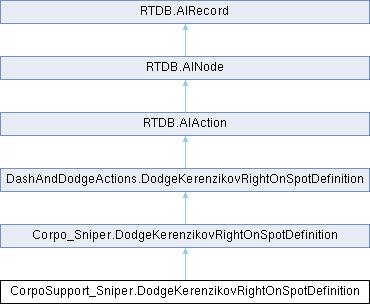 RTDB.AIRecord
RTDB.AINode
RTDB.AIAction
DashAndDodgeActions.DodgeKerenzikovRightOnSpotDefinition
Corpo_Sniper.DodgeKerenzikovRightOnSpotDefinition
CorpoSupport_Sniper.DodgeKerenzikovRightOnSpotDefinition